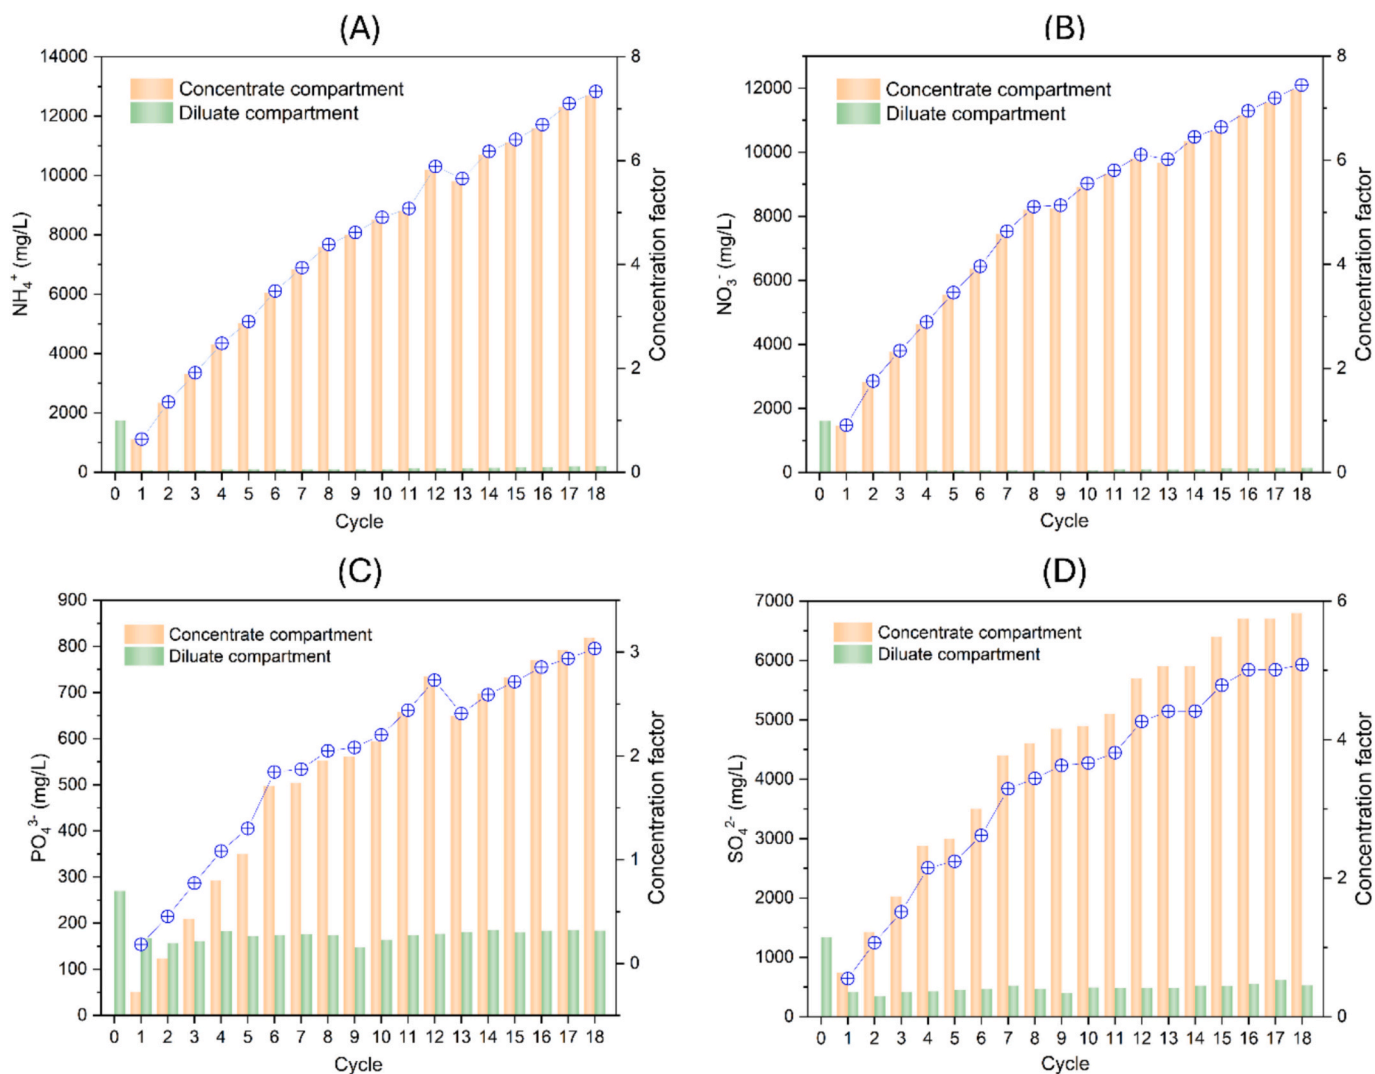 (A)
14000
12000
10000
8000
6000
4000
2000
0
NH₄⁺ (mg/L)
Concentrate compartment
Diluate compartment
8
6
4
2
0
Concentration factor
0 1 2 3 4 5 6 7 8 9 10 11 12 13 14 15 16 17 18
Cycle
(B)
12000
10000
8000
6000
4000
2000
0
NO₃⁻ (mg/L)
Concentrate compartment
Diluate compartment
8
6
4
2
0
Concentration factor
0 1 2 3 4 5 6 7 8 9 10 11 12 13 14 15 16 17 18
Cycle
(C)
900
800
700
600
500
400
300
200
100
0
PO₄³⁻ (mg/L)
Concentrate compartment
Diluate compartment
3
2
1
0
Concentration factor
0 1 2 3 4 5 6 7 8 9 10 11 12 13 14 15 16 17 18
Cycle
(D)
7000
6000
5000
4000
3000
2000
1000
0
SO₄²⁻ (mg/L)
Concentrate compartment
Diluate compartment
6
4
2
0
Concentration factor
0 1 2 3 4 5 6 7 8 9 10 11 12 13 14 15 16 17 18
Cycle